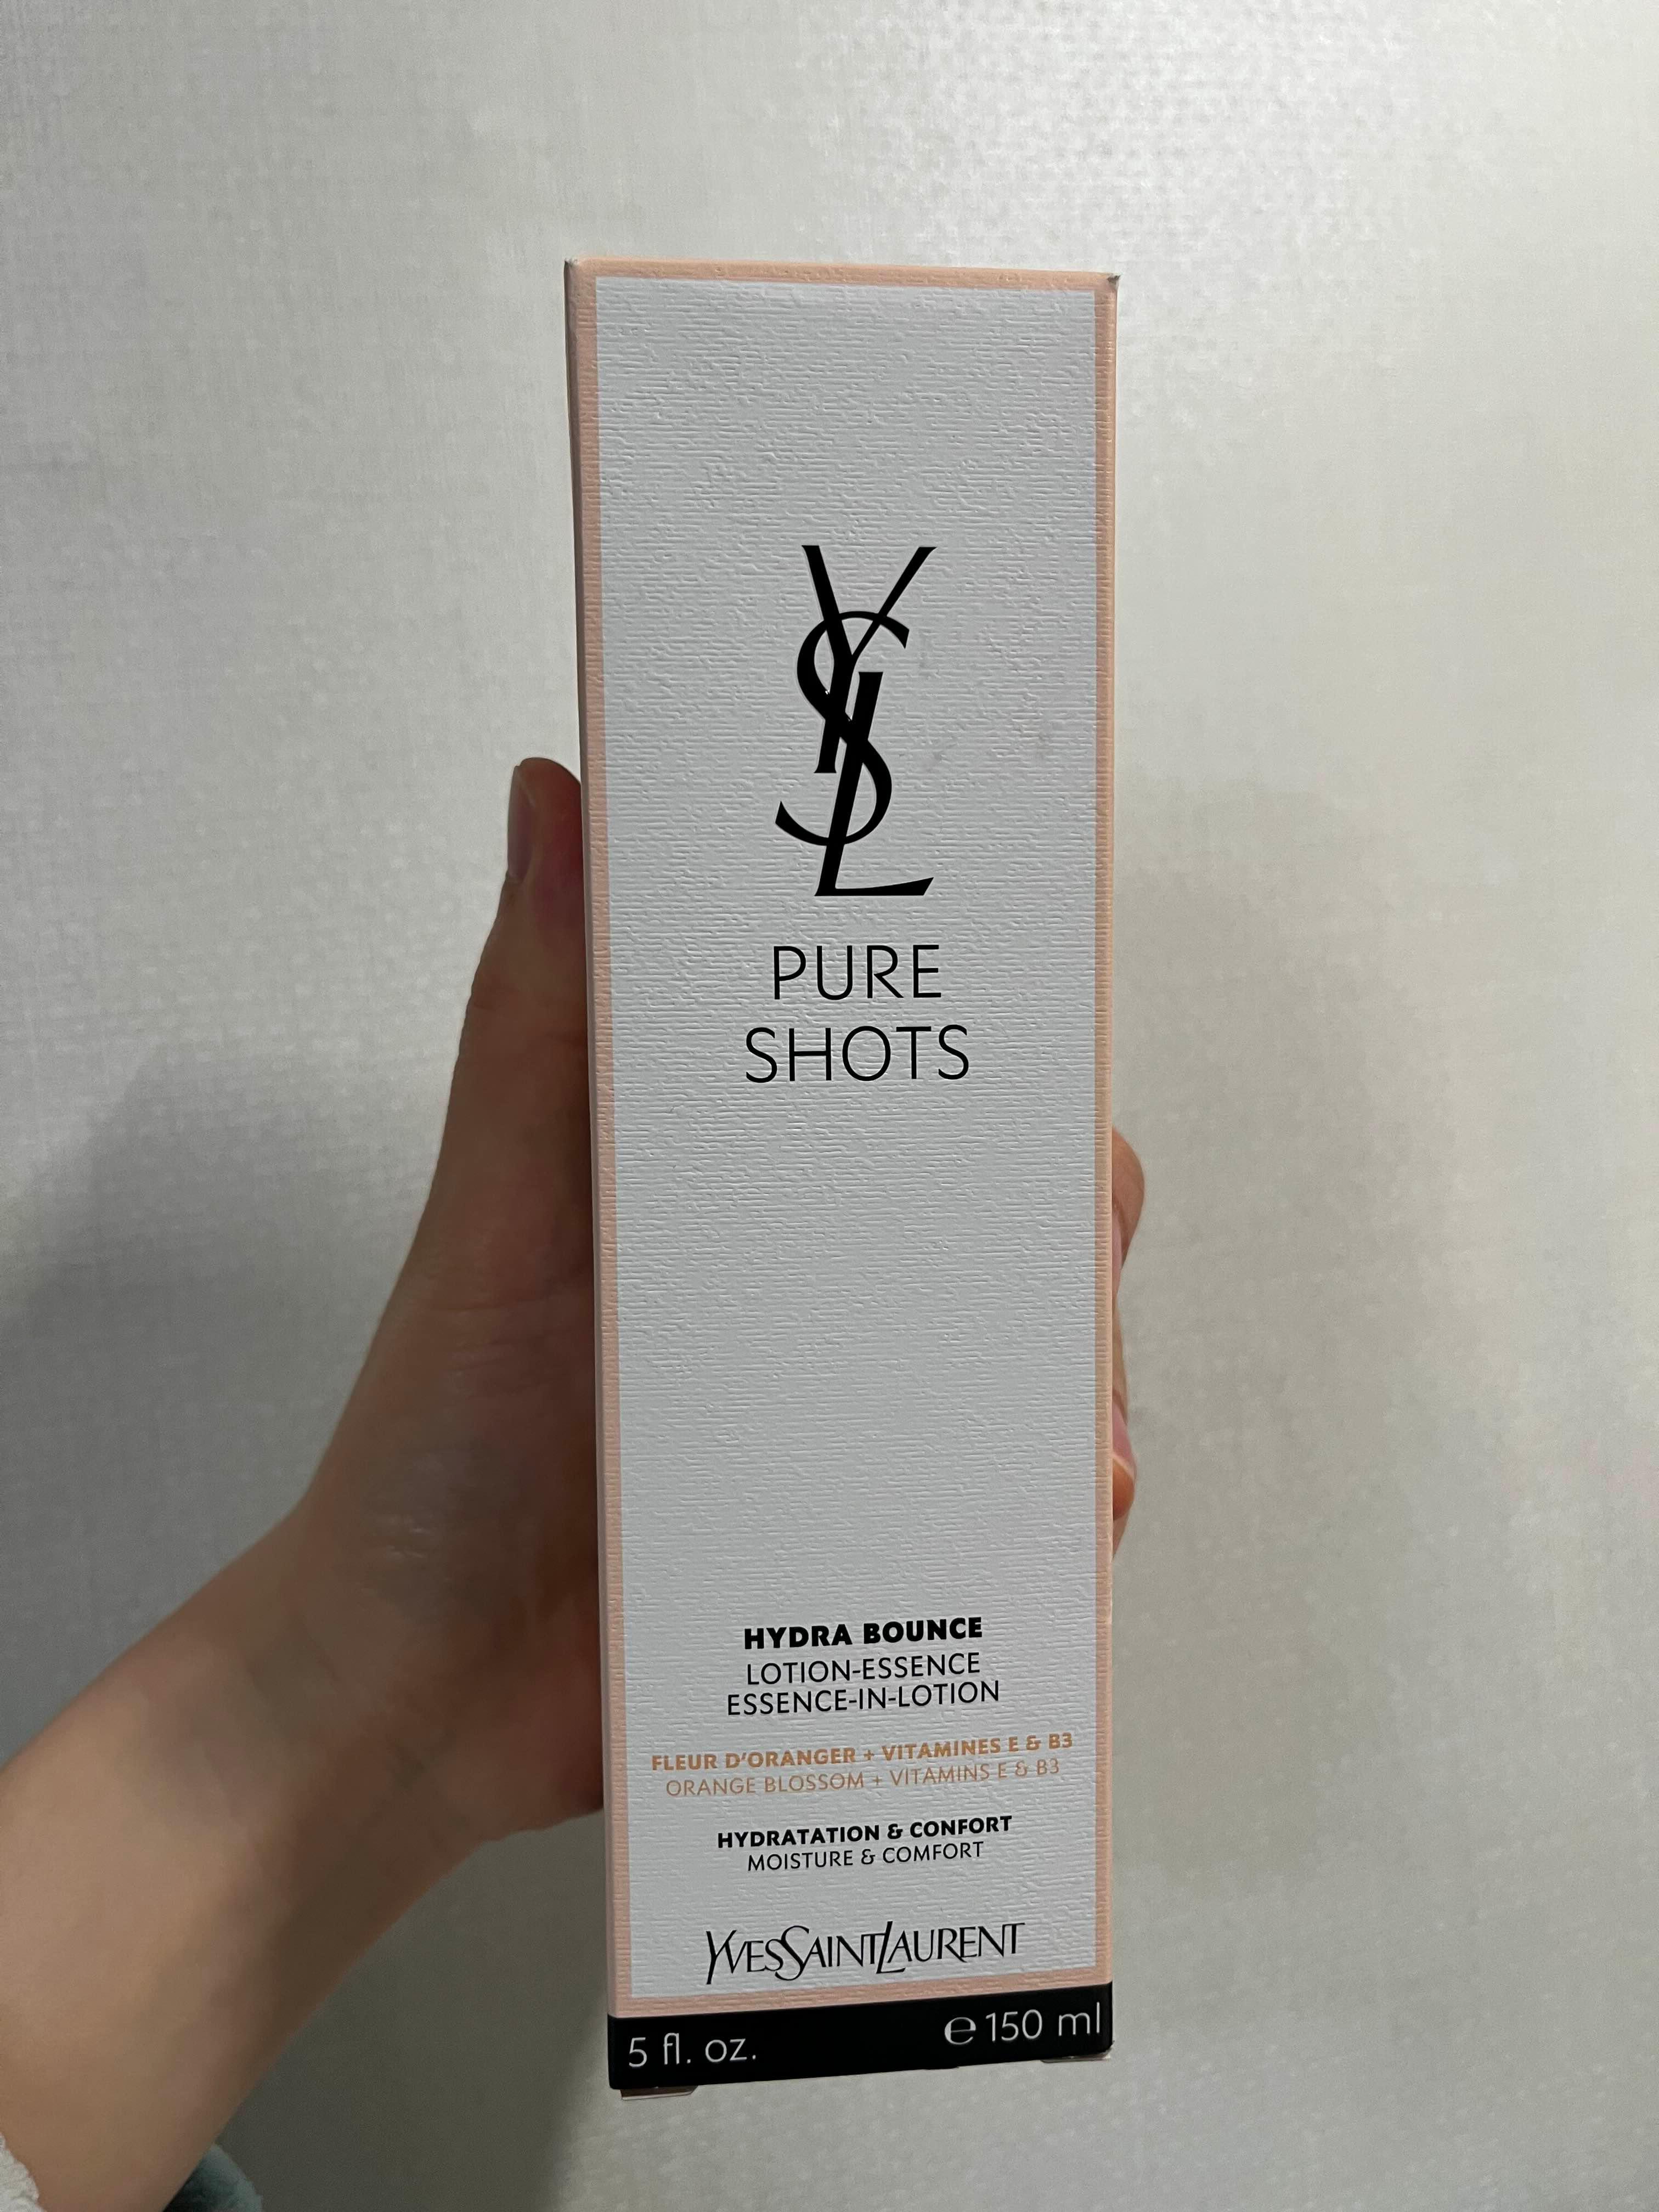 YSL
PURE
SHOTS
HYDRA BOUNCE
LOTION-ESSENCE
ESSENCE-IN-LOTION
FLEUR D'ORANGER + VITAMINES E & B3
ORANGE BLOSSOM + VITAMINS E & B3
HYDRATATION & CONFORT
MOISTURE & COMFORT
YVESSAINTLAURENT
5 fl. oz. ℮ 150 ml